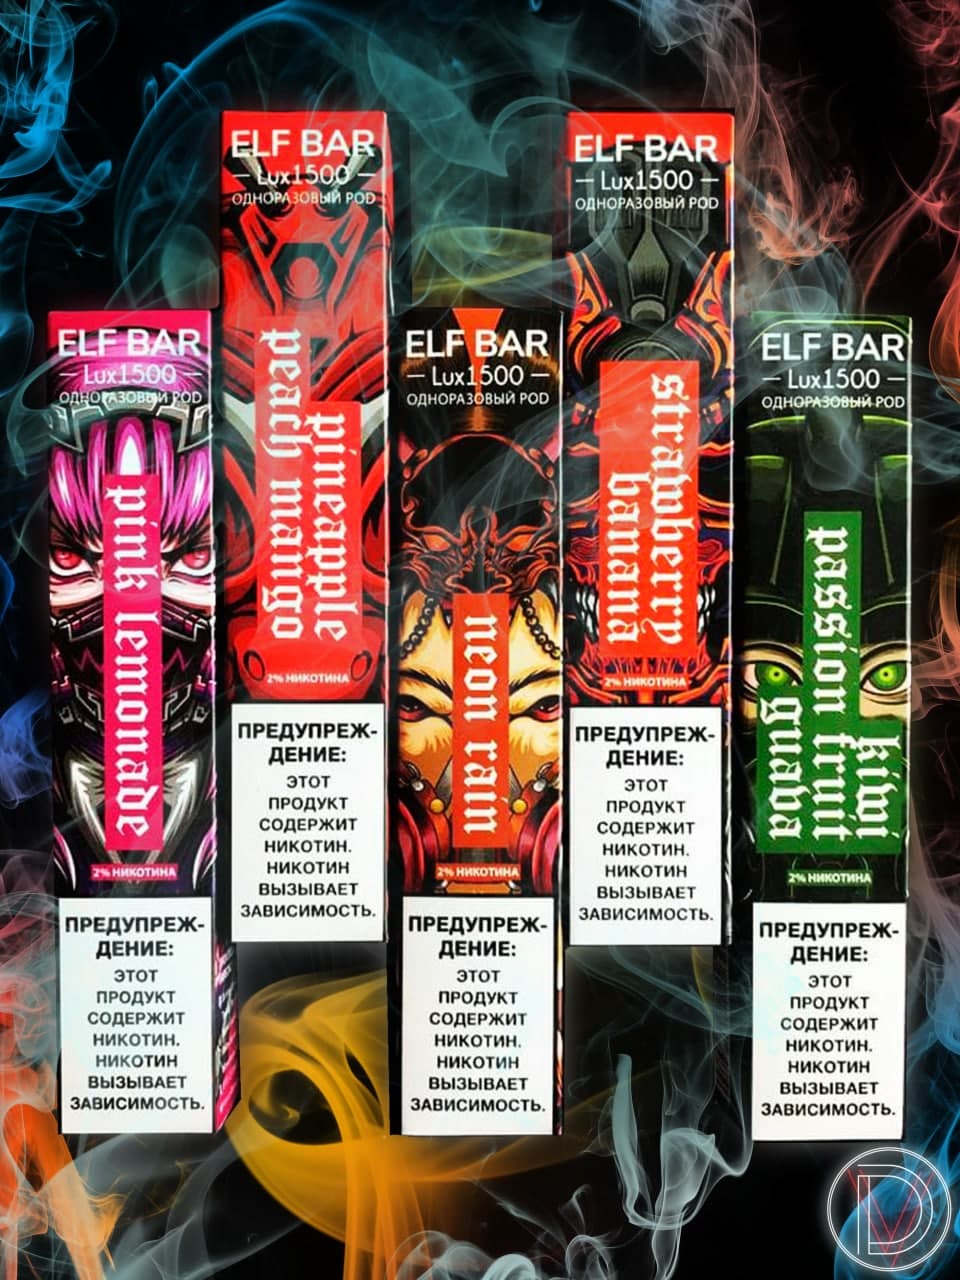 ELF BAR
Lux1500
ОДНОРАЗОВЫЙ POD
pink lemonade
2% НИКОТИНА
ПРЕДУПРЕЖ-
ДЕНИЕ:
ЭТОТ
ПРОДУКТ
СОДЕРЖИТ
НИКОТИН.
НИКОТИН
ВЫЗЫВАЕТ
ЗАВИСИМОСТЬ.
ELF BAR
Lux1500
ОДНОРАЗОВЫЙ POD
pineapple
peach mango
2% НИКОТИНА
ПРЕДУПРЕЖ-
ДЕНИЕ:
ЭТОТ
ПРОДУКТ
СОДЕРЖИТ
НИКОТИН.
НИКОТИН
ВЫЗЫВАЕТ
ЗАВИСИМОСТЬ.
ELF BAR
Lux1500
ОДНОРАЗОВЫЙ POD
neon rain
2% НИКОТИНА
ПРЕДУПРЕЖ-
ДЕНИЕ:
ЭТОТ
ПРОДУКТ
СОДЕРЖИТ
НИКОТИН.
НИКОТИН
ВЫЗЫВАЕТ
ЗАВИСИМОСТЬ.
ELF BAR
Lux1500
ОДНОРАЗОВЫЙ POD
strawberry
banana
2% НИКОТИНА
ПРЕДУПРЕЖ-
ДЕНИЕ:
ЭТОТ
ПРОДУКТ
СОДЕРЖИТ
НИКОТИН.
НИКОТИН
ВЫЗЫВАЕТ
ЗАВИСИМОСТЬ.
ELF BAR
Lux1500
ОДНОРАЗОВЫЙ POD
kiwi
passion fruit
guava
2% НИКОТИНА
ПРЕДУПРЕЖ-
ДЕНИЕ:
ЭТОТ
ПРОДУКТ
СОДЕРЖИТ
НИКОТИН.
НИКОТИН
ВЫЗЫВАЕТ
ЗАВИСИМОСТЬ.
DV